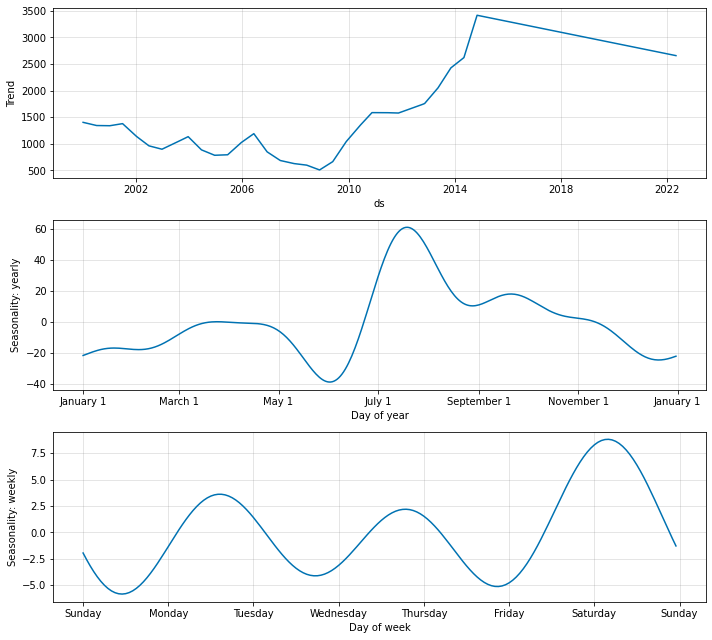 3500
3000
2500
2000
1500
1000
500
Trend
2002 2006 2010 2014 2018 2022
ds
60
40
20
0
−20
−40
Seasonality: yearly
January 1 March 1 May 1 July 1 September 1 November 1 January 1
Day of year
7.5
5.0
2.5
0.0
−2.5
−5.0
Seasonality: weekly
Sunday Monday Tuesday Wednesday Thursday Friday Saturday Sunday
Day of week